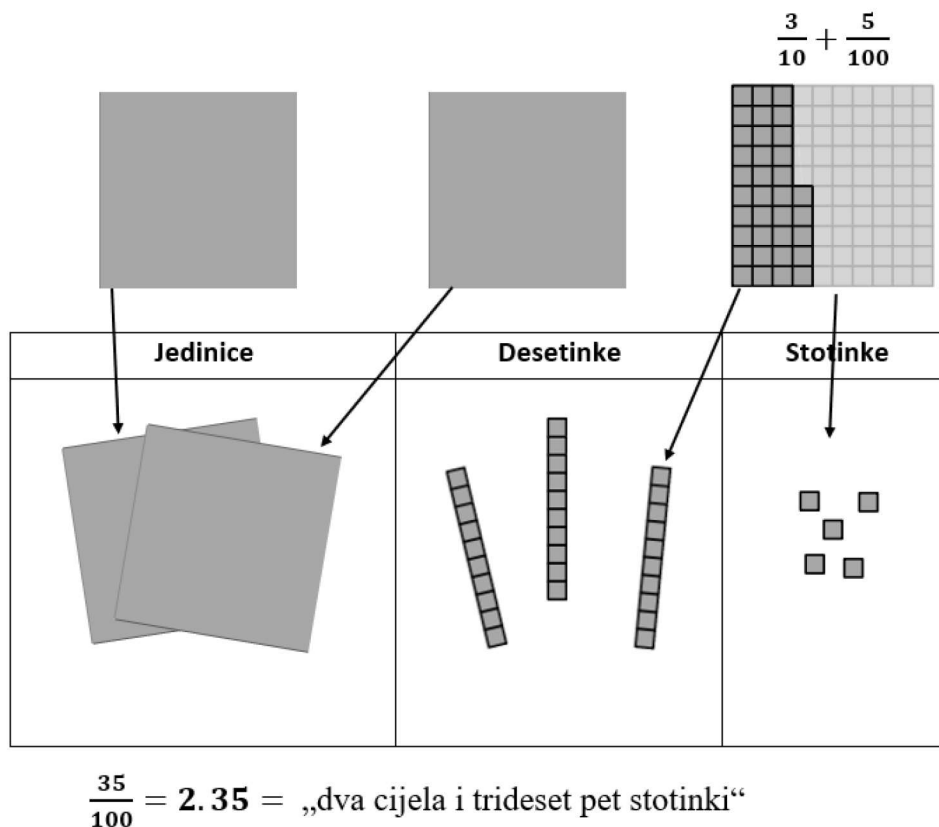 3/10 + 5/100
Jedinice Desetinke Stotinke
35/100 = 2.35 = „dva cijela i trideset pet stotinki“